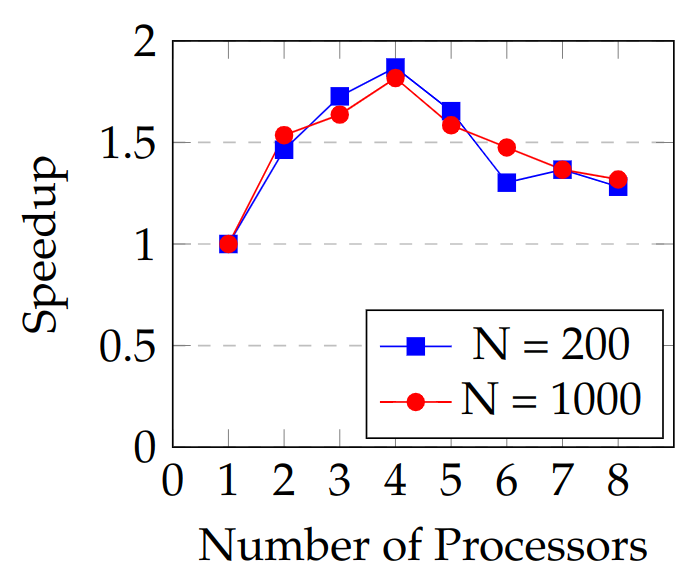 2
1.5
1
0.5
0
Speedup
N = 200
N = 1000
0 1 2 3 4 5 6 7 8
Number of Processors